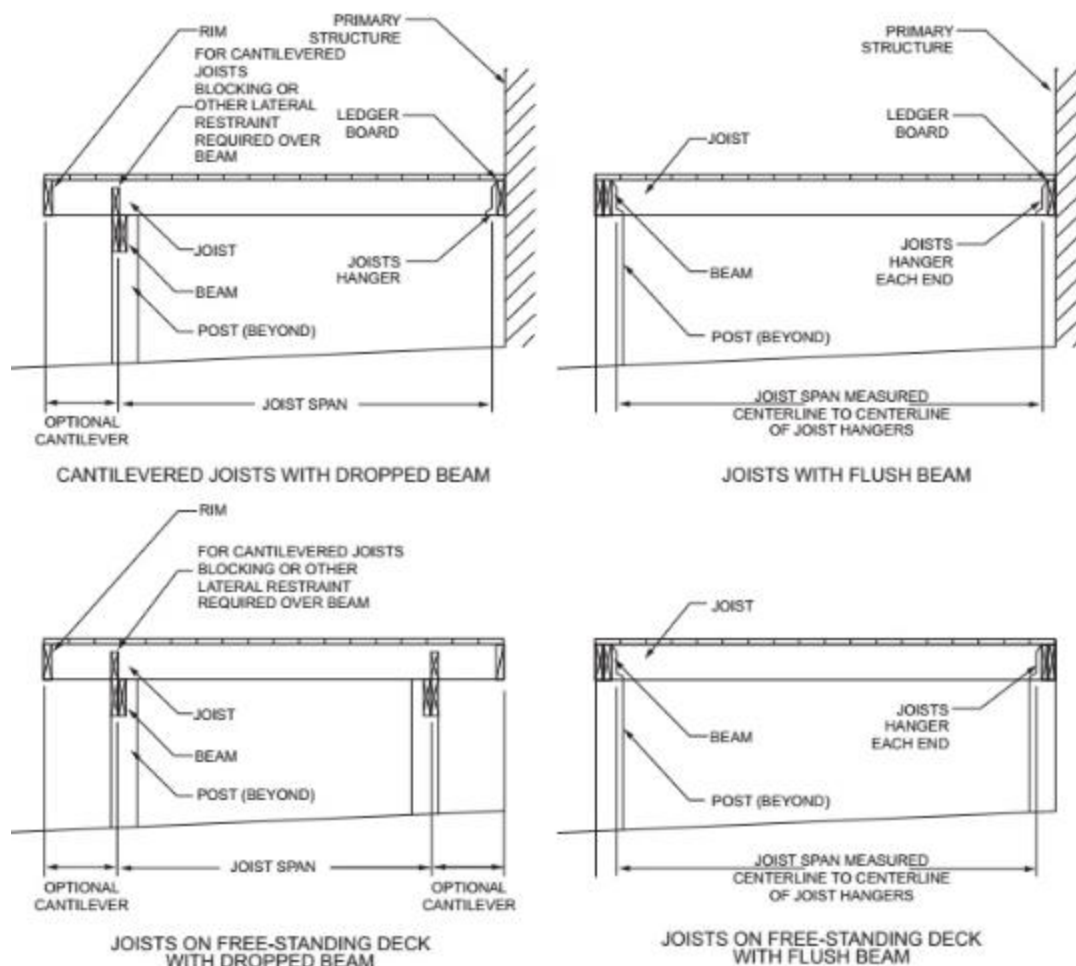 RIM
FOR CANTILEVERED
JOISTS
BLOCKING OR
OTHER LATERAL
RESTRAINT
REQUIRED OVER
BEAM
PRIMARY
STRUCTURE
LEDGER
BOARD
JOIST
JOISTS
HANGER
BEAM
POST (BEYOND)
JOIST SPAN
OPTIONAL
CANTILEVER
CANTILEVERED JOISTS WITH DROPPED BEAM
PRIMARY
STRUCTURE
LEDGER
BOARD
JOIST
JOISTS
HANGER
EACH END
BEAM
POST (BEYOND)
JOIST SPAN MEASURED
CENTERLINE TO CENTERLINE
OF JOIST HANGERS
JOISTS WITH FLUSH BEAM
RIM
FOR CANTILEVERED JOISTS
BLOCKING OR OTHER
LATERAL RESTRAINT
REQUIRED OVER BEAM
JOIST
BEAM
POST (BEYOND)
JOIST SPAN
OPTIONAL
CANTILEVER
OPTIONAL
CANTILEVER
JOISTS ON FREE-STANDING DECK
WITH DROPPED BEAM
JOIST
JOISTS
HANGER
EACH END
BEAM
POST (BEYOND)
JOIST SPAN MEASURED
CENTERLINE TO CENTERLINE
OF JOIST HANGERS
JOISTS ON FREE-STANDING DECK
WITH FLUSH BEAM